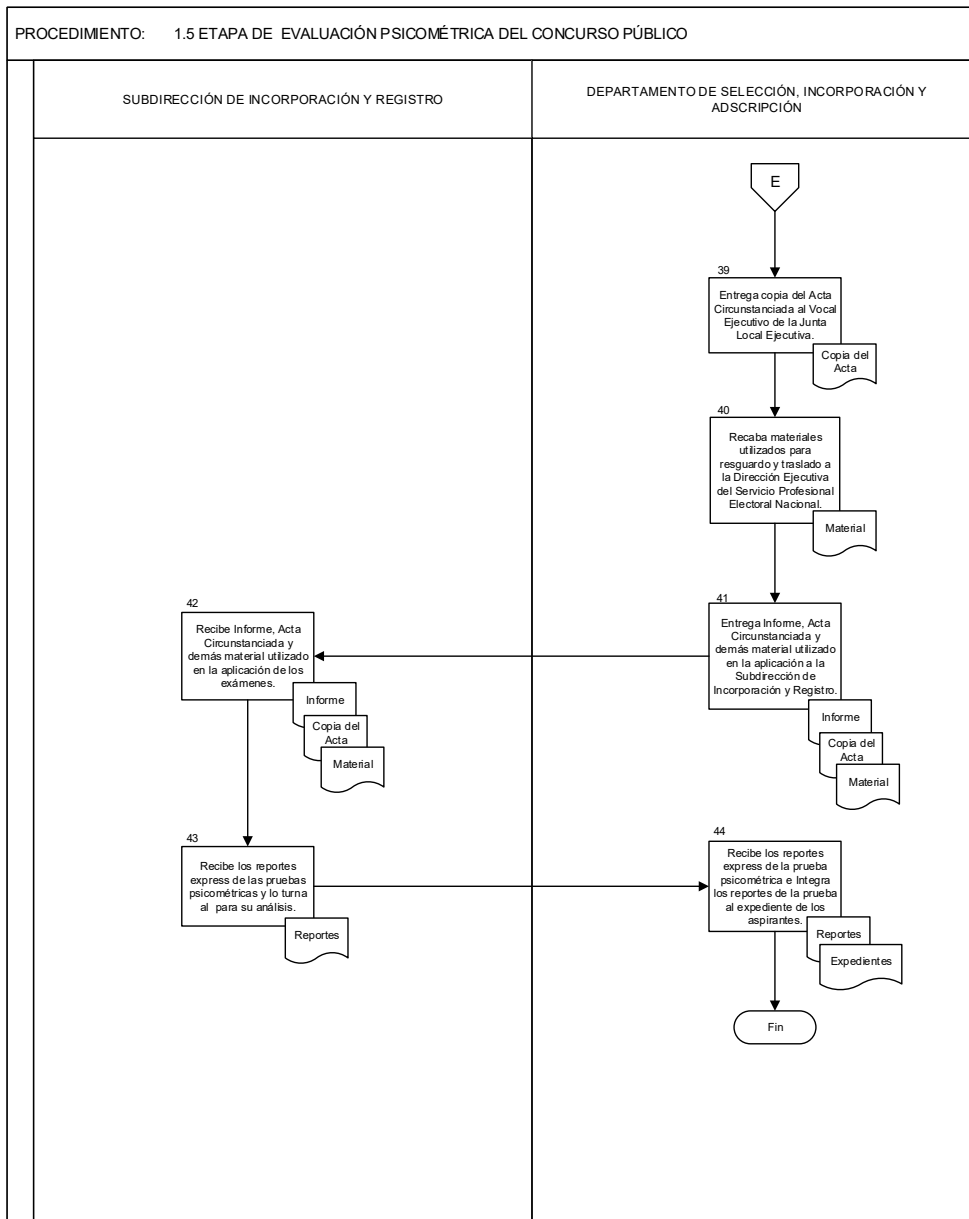 PROCEDIMIENTO: 1.5 ETAPA DE EVALUACIÓN PSICOMÉTRICA DEL CONCURSO PÚBLICO
SUBDIRECCIÓN DE INCORPORACIÓN Y REGISTRO
DEPARTAMENTO DE SELECCIÓN, INCORPORACIÓN Y
ADSCRIPCIÓN
E
39
Entrega copia del Acta
Circunstanciada al Vocal
Ejecutivo de la Junta
Local Ejecutiva.
Copia del
Acta
40
Recaba materiales
utilizados para
resguardo y traslado a
la Dirección Ejecutiva
del Servicio Profesional
Electoral Nacional.
Material
41
Entrega Informe, Acta
Circunstanciada y
demás material utilizado
en la aplicación a la
Subdirección de
Incorporación y Registro.
Informe
Copia del
Acta
Material
42
Recibe Informe, Acta
Circunstanciada y
demás material utilizado
en la aplicación de los
exámenes.
Informe
Copia del
Acta
Material
43
Recibe los reportes
express de las pruebas
psicométricas y lo turna
al para su análisis.
Reportes
44
Recibe los reportes
express de la prueba
psicométrica e Integra
los reportes de la prueba
al expediente de los
aspirantes.
Reportes
Expedientes
Fin